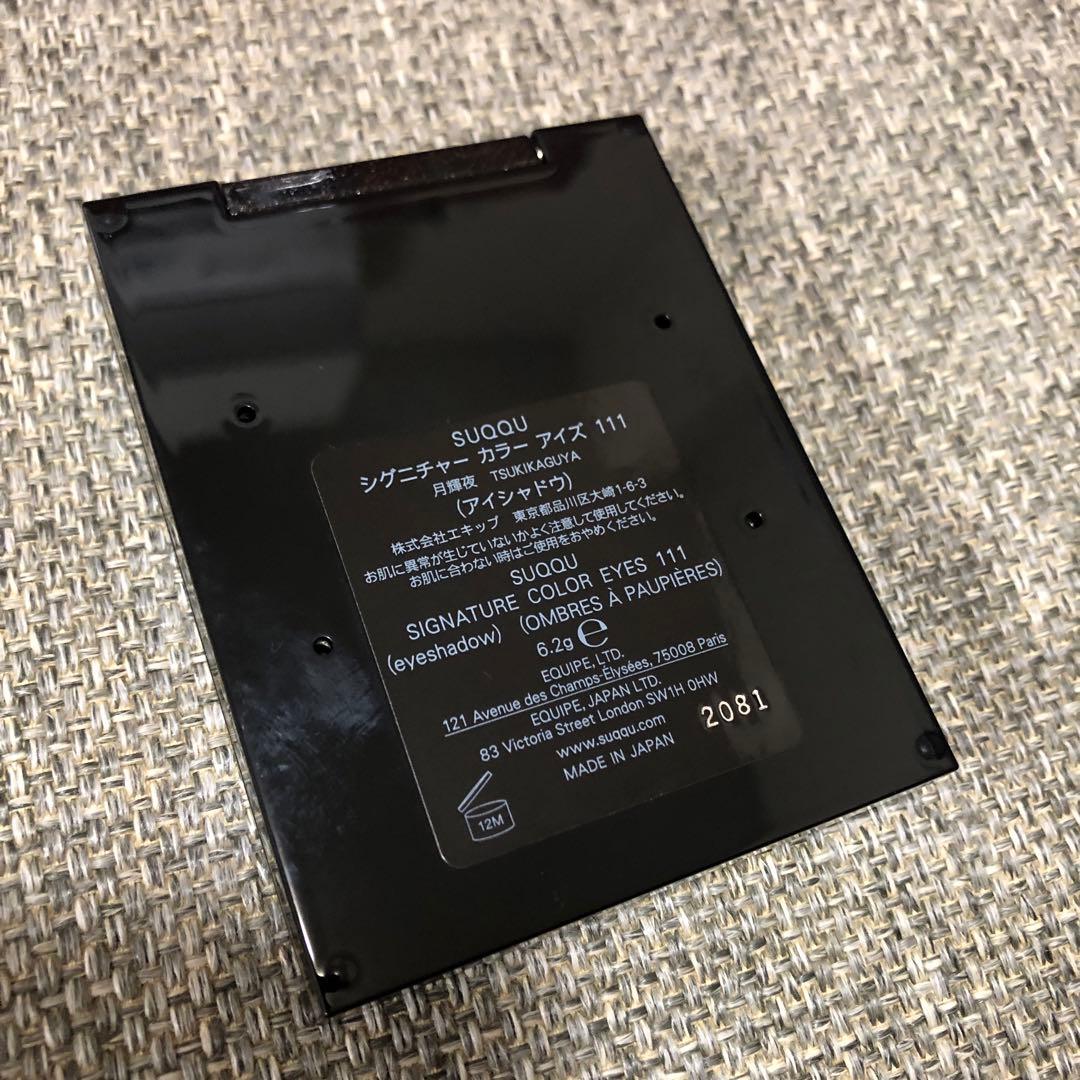 SUQQU
シグニチャー カラー アイズ 111
月輝夜 TSUKIKAGUYA
(アイシャドウ)
株式会社エキップ 東京都品川区大崎1-6-3
お肌に異常が生じていないかよく注意して使用してください。
お肌に合わない時はご使用をおやめください。
SUQQU
SIGNATURE COLOR EYES 111
(eyeshadow) (OMBRES À PAUPIÈRES)
6.2g ℮
EQUIPE, LTD.
121 Avenue des Champs-Élysées, 75008 Paris
EQUIPE, JAPAN LTD.
83 Victoria Street London SW1H 0HW
www.suqqu.com
MADE IN JAPAN
2081
12M